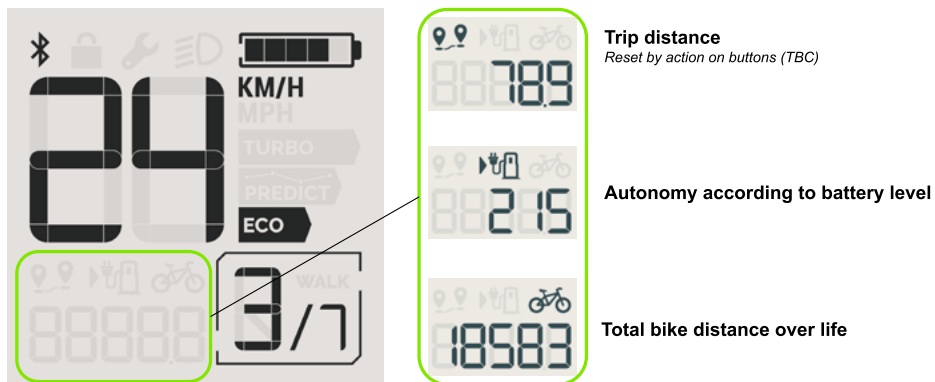 24
KM/H
MPH
TURBO
PREDICT
ECO
WALK
3/7
88888.8
78.9
Trip distance
Reset by action on buttons (TBC)
215
Autonomy according to battery level
18583
Total bike distance over life